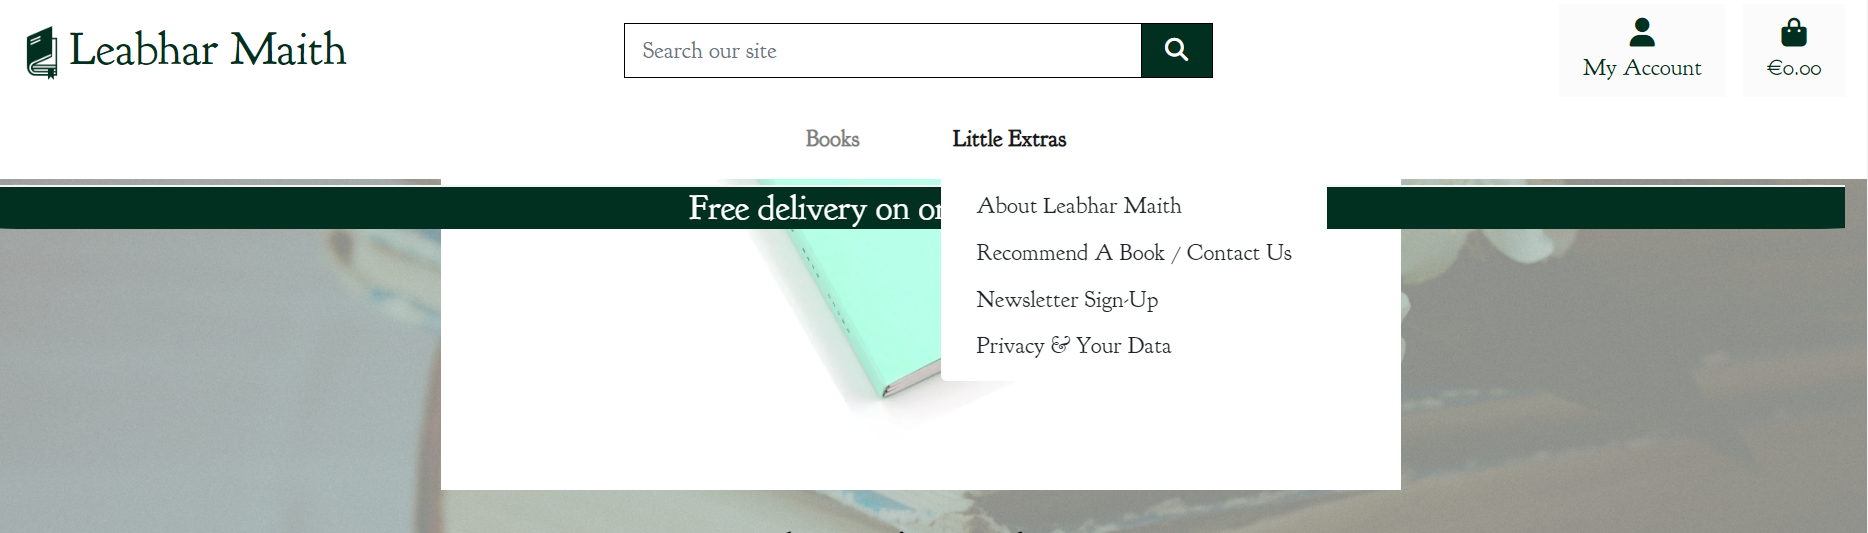 Leabhar Maith
Search our site
My Account
€0.00
Books
Little Extras
Free delivery on
About Leabhar Maith
Recommend A Book / Contact Us
Newsletter Sign-Up
Privacy & Your Data